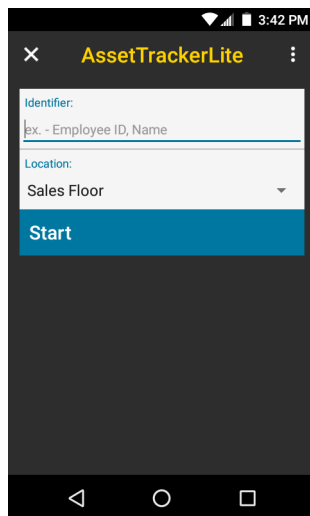 3:42 PM
AssetTrackerLite
Identifier:
ex. - Employee ID, Name
Location:
Sales Floor
Start